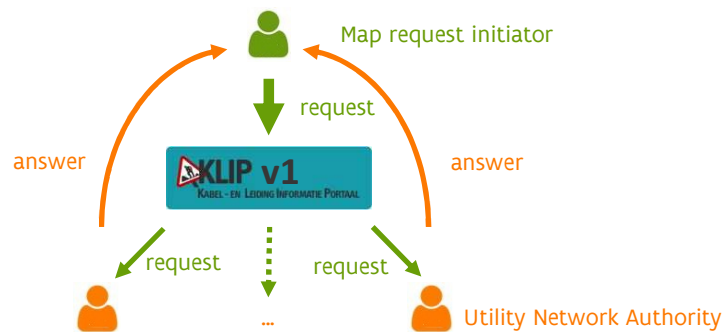 Map request initiator
request
answer
answer
KLIP v1
KABEL- EN LEIDING INFORMATIE PORTAAL
request
request
...
Utility Network Authority